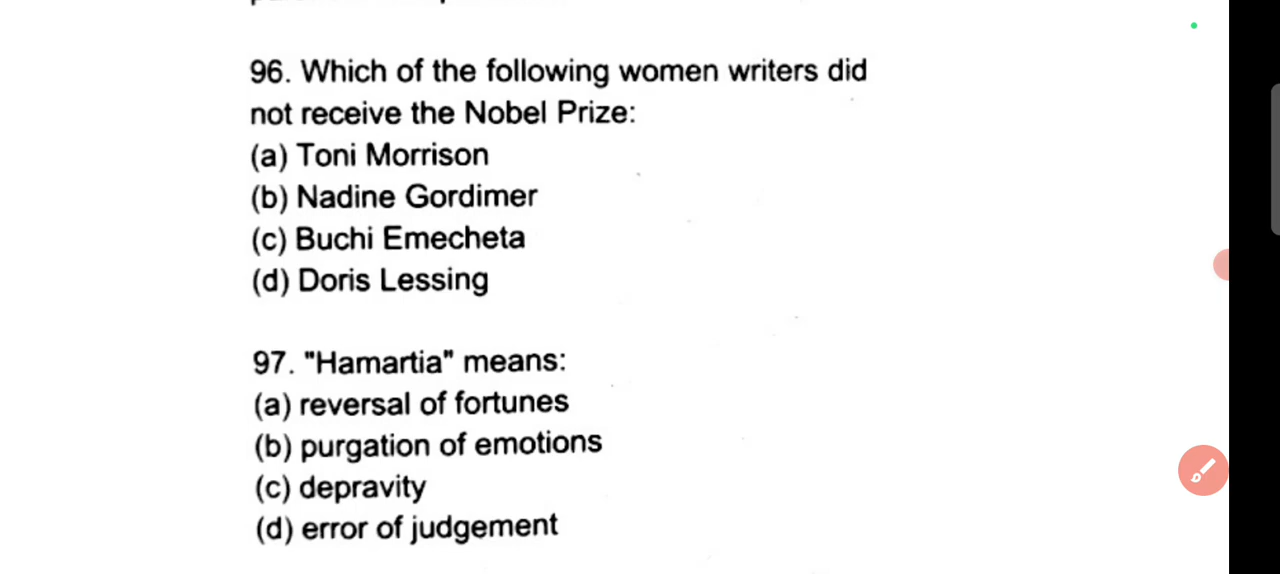 96. Which of the following women writers did
not receive the Nobel Prize:
(a) Toni Morrison
(b) Nadine Gordimer
(c) Buchi Emecheta
(d) Doris Lessing
97. "Hamartia" means:
(a) reversal of fortunes
(b) purgation of emotions
(c) depravity
(d) error of judgement